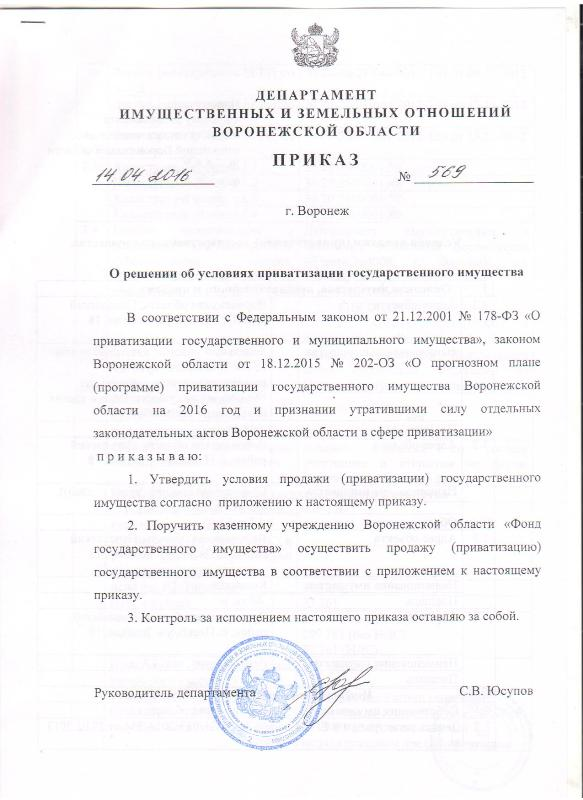 ДЕПАРТАМЕНТ
ИМУЩЕСТВЕННЫХ И ЗЕМЕЛЬНЫХ ОТНОШЕНИЙ
ВОРОНЕЖСКОЙ ОБЛАСТИ
ПРИКАЗ
14.04.2016 № 569
г. Воронеж
О решении об условиях приватизации государственного имущества
В соответствии с Федеральным законом от 21.12.2001 № 178-ФЗ «О
приватизации государственного и муниципального имущества», законом
Воронежской области от 18.12.2015 № 202-ОЗ «О прогнозном плане
(программе) приватизации государственного имущества Воронежской
области на 2016 год и признании утратившими силу отдельных
законодательных актов Воронежской области в сфере приватизации»
п р и к а з ы в а ю:
1. Утвердить условия продажи (приватизации) государственного
имущества согласно приложению к настоящему приказу.
2. Поручить казенному учреждению Воронежской области «Фонд
государственного имущества» осуществить продажу (приватизацию)
государственного имущества в соответствии с приложением к настоящему
приказу.
3. Контроль за исполнением настоящего приказа оставляю за собой.
Руководитель департамента С.В. Юсупов